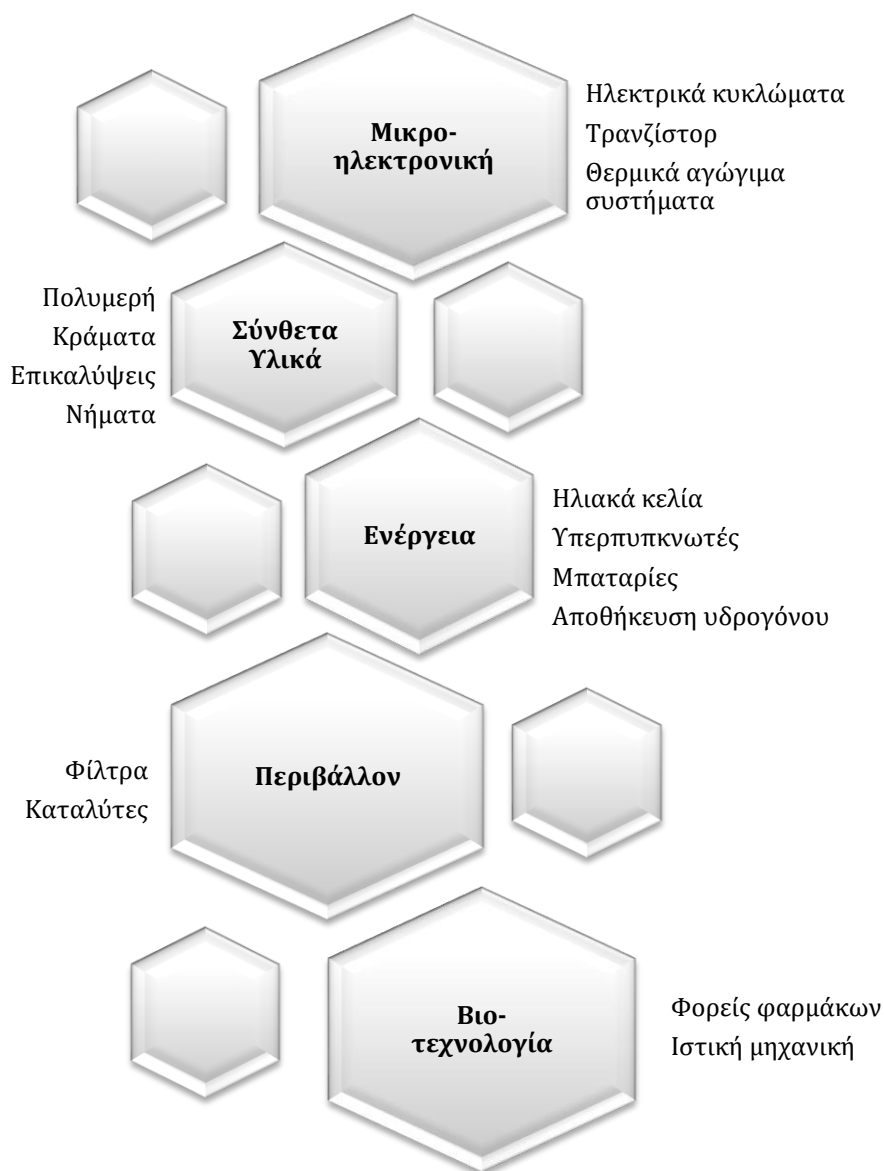 Μικρο-
ηλεκτρονική
Ηλεκτρικά κυκλώματα
Τρανζίστορ
Θερμικά αγώγιμα
συστήματα
Πολυμερή
Κράματα
Επικαλύψεις
Νήματα
Σύνθετα
Υλικά
Ενέργεια
Ηλιακά κελία
Υπερπυπκνωτές
Μπαταρίες
Αποθήκευση υδρογόνου
Φίλτρα
Καταλύτες
Περιβάλλον
Βιο-
τεχνολογία
Φορείς φαρμάκων
Ιστική μηχανική